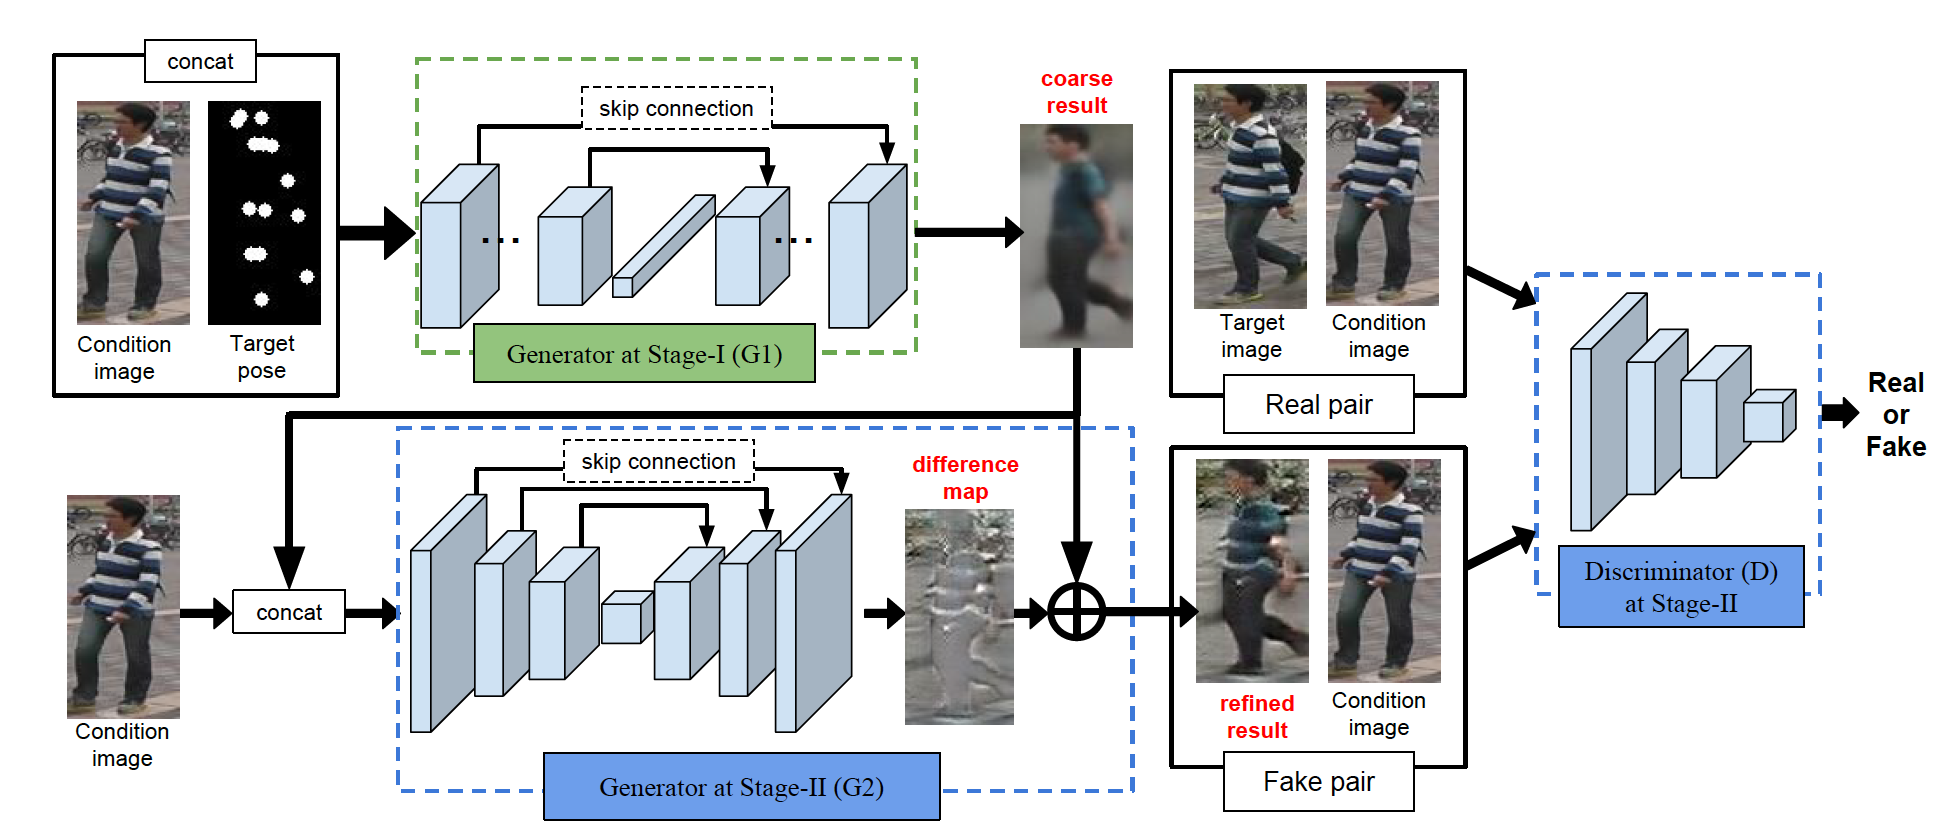 concat
Condition
image
Target
pose
skip connection
...
...
Generator at Stage-I (G1)
coarse
result
Target
image
Condition
image
Real pair
Condition
image
concat
skip connection
difference
map
Generator at Stage-II (G2)
refined
result
Condition
image
Fake pair
Discriminator (D)
at Stage-II
Real
or
Fake